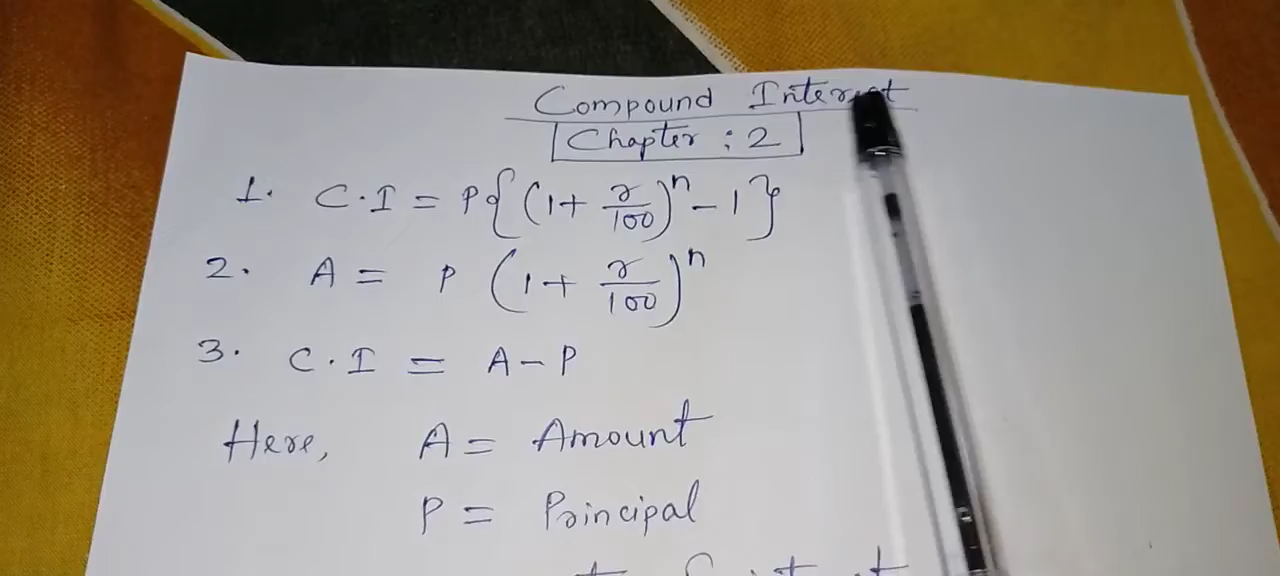 Compound Interest
Chapter : 2
1. C.I = P{(1+ r/100)^n - 1}
2. A = P (1+ r/100)^n
3. C.I = A - P
Here, A = Amount
P = Principal